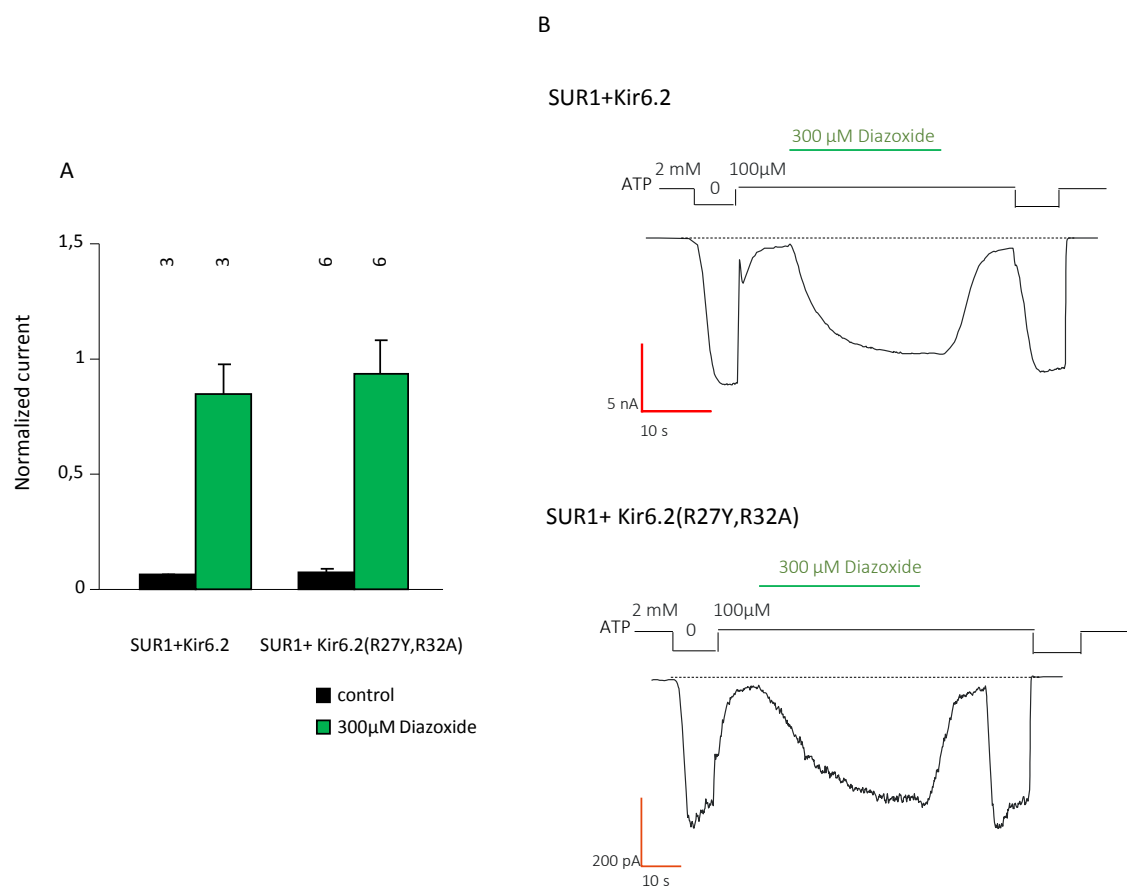 A
1,5
1
0,5
0
Normalized current
3
3
6
6
SUR1+Kir6.2
SUR1+ Kir6.2(R27Y,R32A)
control
300µM Diazoxide
B
SUR1+Kir6.2
300 µM Diazoxide
ATP
2 mM
0
100µM
5 nA
10 s
SUR1+ Kir6.2(R27Y,R32A)
300 µM Diazoxide
ATP
2 mM
0
100µM
200 pA
10 s